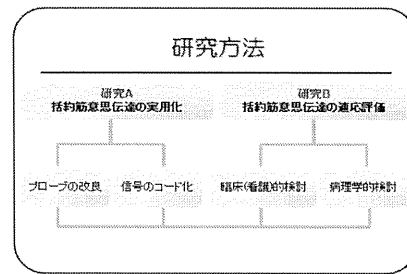 研究方法
研究A
括約筋意思伝達の実用化
研究B
括約筋意思伝達の適応評価
プローブの改良
信号のコード化
臨床(看護)的検討
病理学的検討